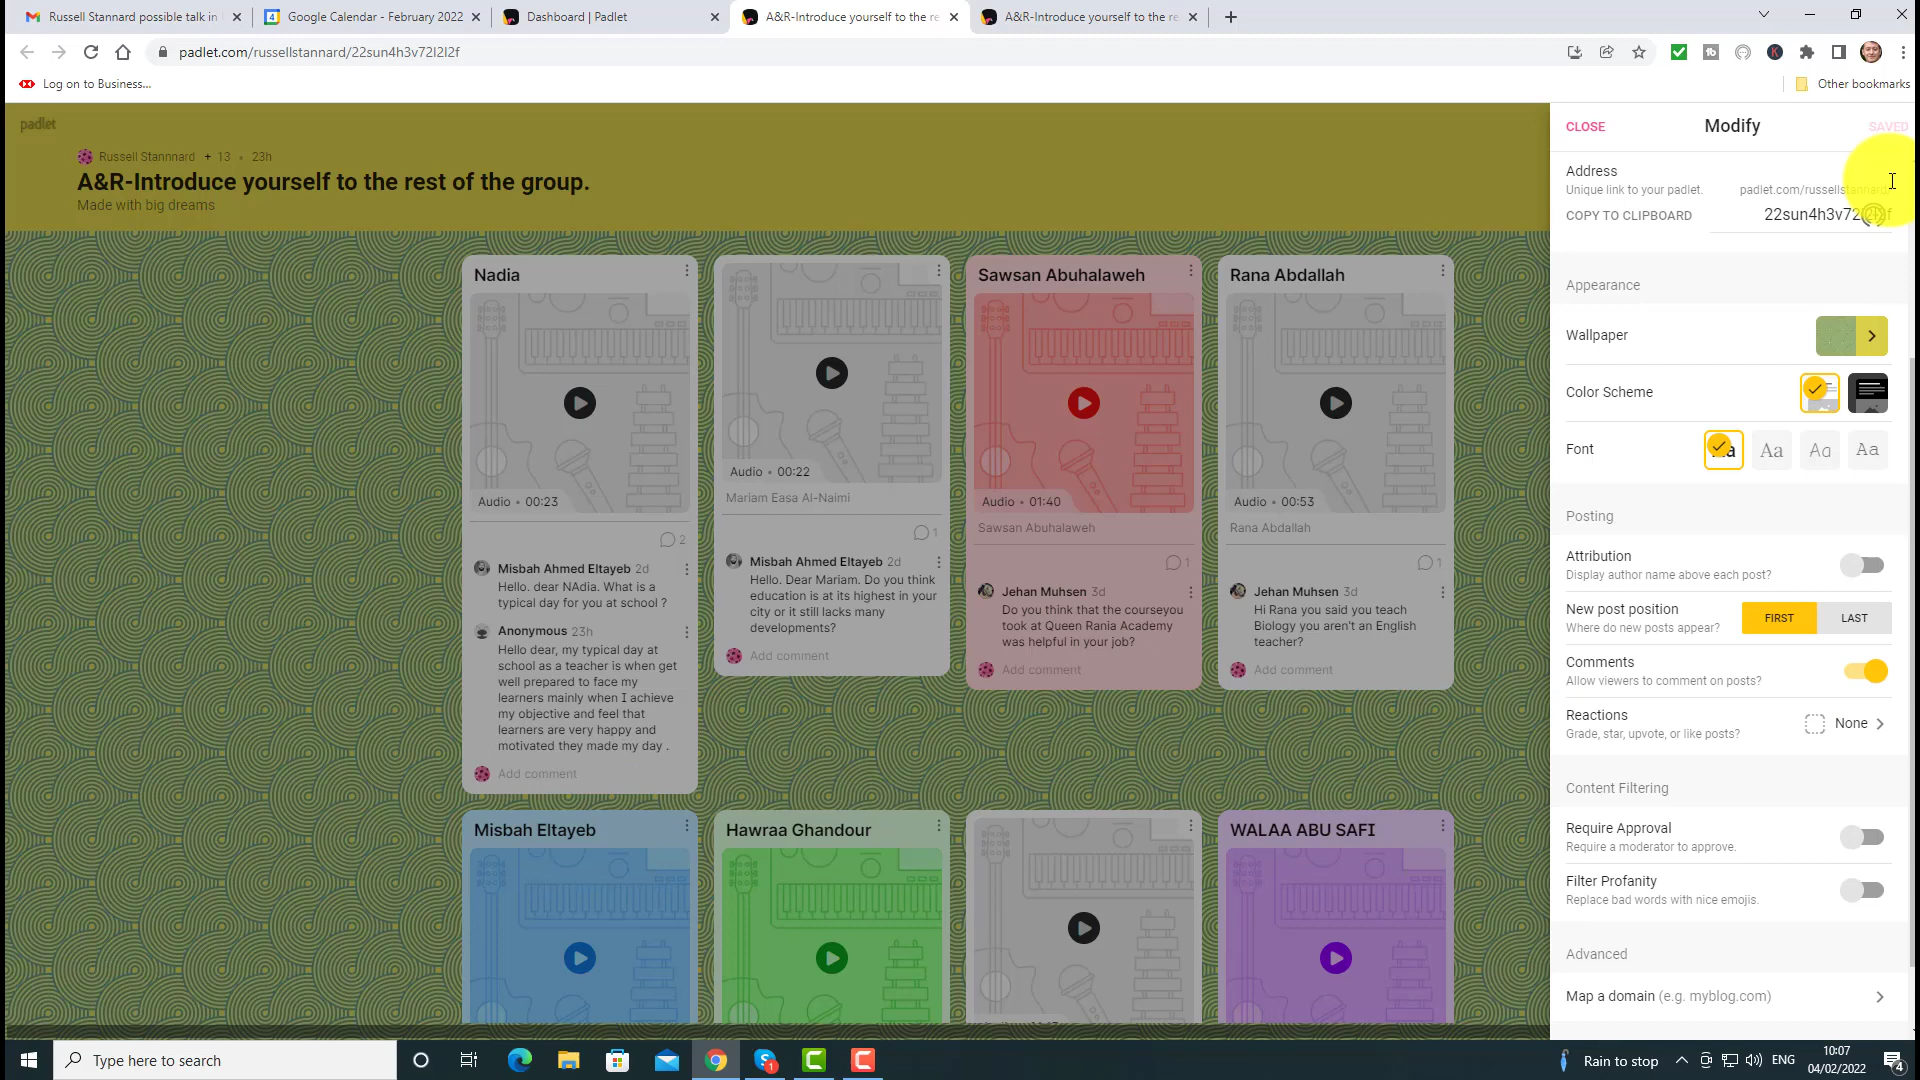 Russell Stannard possible talk in
Google Calendar - February 2022
Dashboard | Padlet
A&R-Introduce yourself to the re
A&R-Introduce yourself to the re
padlet.com/russellstannard/22sun4h3v72l2l2f
Log on to Business...
Other bookmarks
padlet
Russell Stannnard + 13 • 23h
A&R-Introduce yourself to the rest of the group.
Made with big dreams
Nadia
Audio • 00:23
2
Misbah Ahmed Eltayeb 2d
Hello. dear NAdia. What is a
typical day for you at school ?
Anonymous 23h
Hello dear, my typical day at
school as a teacher is when get
well prepared to face my
learners mainly when I achieve
my objective and feel that
learners are very happy and
motivated they made my day .
Add comment
Audio • 00:22
Mariam Easa Al-Naimi
1
Misbah Ahmed Eltayeb 2d
Hello. Dear Mariam. Do you think
education is at its highest in your
city or it still lacks many
developments?
Add comment
Sawsan Abuhalaweh
Audio • 01:40
Sawsan Abuhalaweh
1
Jehan Muhsen 3d
Do you think that the courseyou
took at Queen Rania Academy
was helpful in your job?
Add comment
Rana Abdallah
Audio • 00:53
Rana Abdallah
1
Jehan Muhsen 3d
Hi Rana you said you teach
Biology you aren't an English
teacher?
Add comment
Misbah Eltayeb
Hawraa Ghandour
WALAA ABU SAFI
CLOSE
Modify
SAVED
Address
Unique link to your padlet.
padlet.com/russellstannard/
COPY TO CLIPBOARD
22sun4h3v72l2l2f
Appearance
Wallpaper
Color Scheme
Font
Aa
Aa
Aa
Posting
Attribution
Display author name above each post?
New post position
Where do new posts appear?
FIRST
LAST
Comments
Allow viewers to comment on posts?
Reactions
Grade, star, upvote, or like posts?
None
Content Filtering
Require Approval
Require a moderator to approve.
Filter Profanity
Replace bad words with nice emojis.
Advanced
Map a domain (e.g. myblog.com)
Type here to search
Rain to stop
ENG
10:07
04/02/2022
4